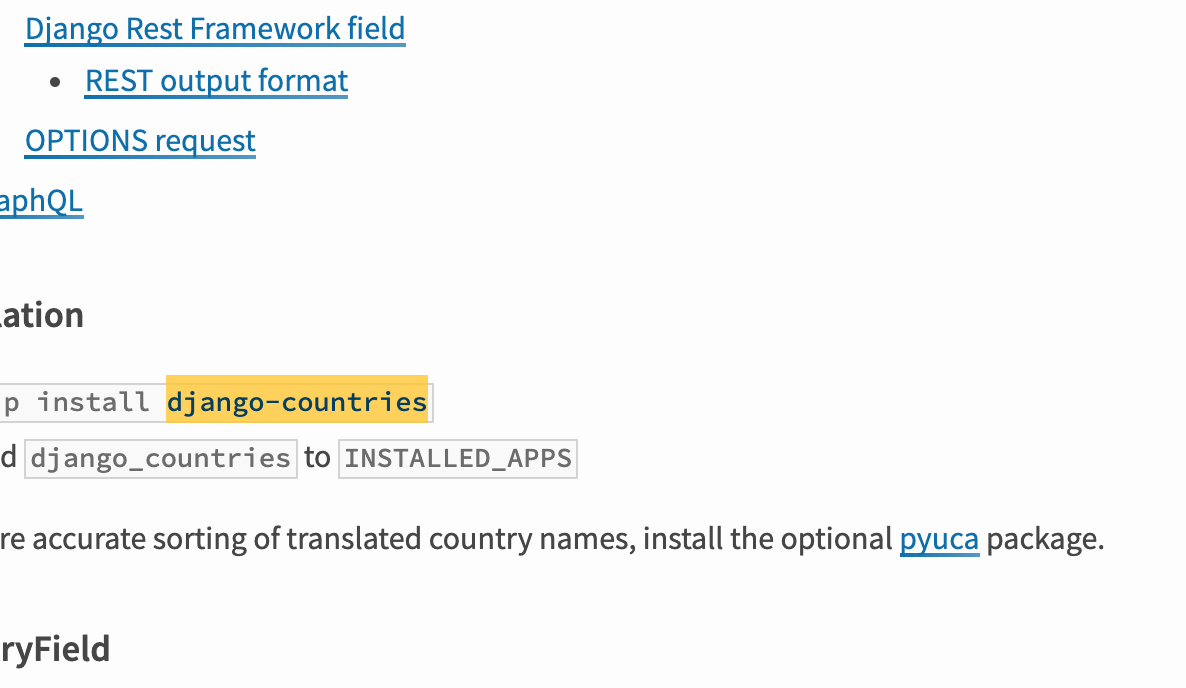 Django Rest Framework field
• REST output format
OPTIONS request
aphQL
lation
p install django-countries
d django_countries to INSTALLED_APPS
re accurate sorting of translated country names, install the optional pyuca package.
ryField